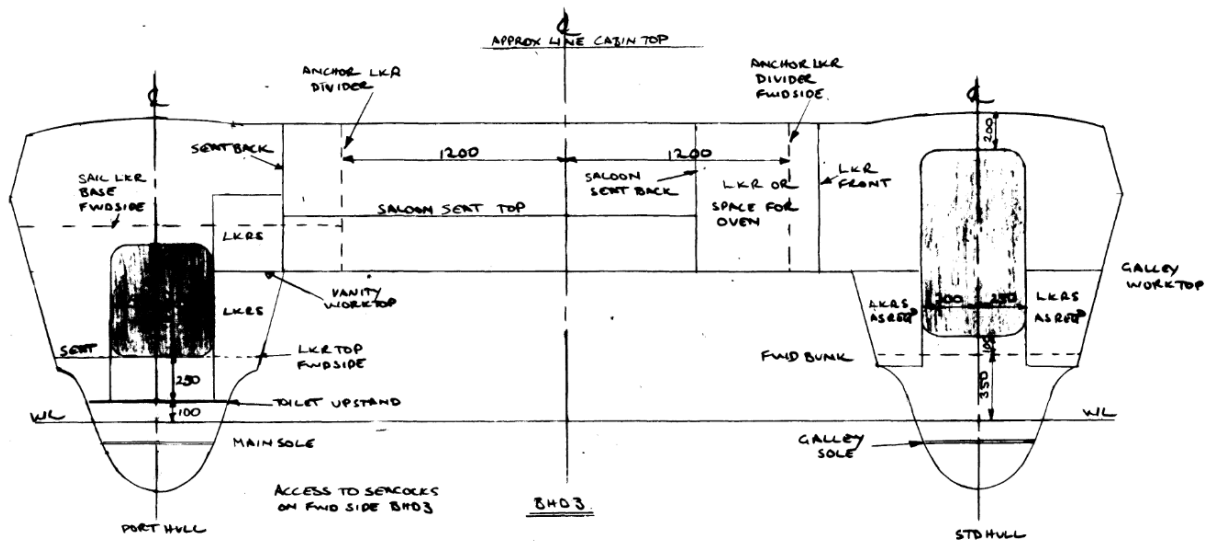 ℄
APPROX LINE CABIN TOP
ANCHOR LKR
DIVIDER
ANCHOR LKR
DIVIDER
FWDSIDE
℄
℄
200
SEAT BACK
1200
1200
SALOON
SEAT BACK
LKR
FRONT
SAIL LKR
BASE
FWDSIDE
LKR OR
SPACE FOR
OVEN
SALOON SEAT TOP
LKRS
VANITY
WORKTOP
GALLEY
WORKTOP
LKRS
LKRS
AS REQD
250
LKRS
AS REQD
SEAT
LKR TOP
FWDSIDE
FWD BUNK
250
350
TOILET UPSTAND
100
WL
WL
MAIN SOLE
GALLEY
SOLE
ACCESS TO SEACOCKS
ON FWD SIDE BHD3
BHD3
PORT HULL
STD HULL